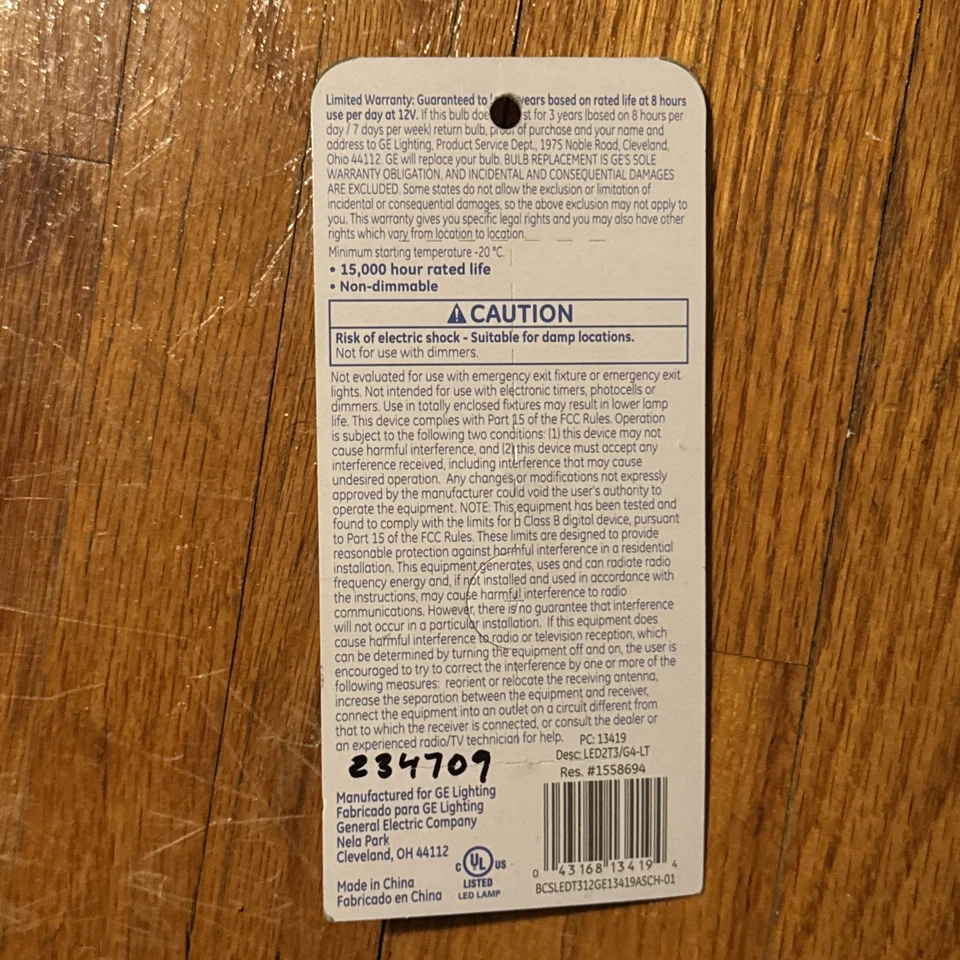 Limited Warranty: Guaranteed to years based on rated life at 8 hours
use per day at 12V. If this bulb doe st for 3 years (based on 8 hours per
day / 7 days per week) return bulb, proof of purchase and your name and
address to GE Lighting, Product Service Dept., 1975 Noble Road, Cleveland,
Ohio 44112. GE will replace your bulb. BULB REPLACEMENT IS GE'S SOLE
WARRANTY OBLIGATION, AND INCIDENTAL AND CONSEQUENTIAL DAMAGES
ARE EXCLUDED. Some states do not allow the exclusion or limitation of
incidental or consequential damages, so the above exclusion may not apply to
you. This warranty gives you specific legal rights and you may also have other
rights which vary from location to location.
Minimum starting temperature -20 °C.
• 15,000 hour rated life
• Non-dimmable
CAUTION
Risk of electric shock - Suitable for damp locations.
Not for use with dimmers.
Not evaluated for use with emergency exit fixture or emergency exit
lights. Not intended for use with electronic timers, photocells or
dimmers. Use in totally enclosed fixtures may result in lower lamp
life. This device complies with Part 15 of the FCC Rules. Operation
is subject to the following two conditions: (1) this device may not
cause harmful interference, and (2) this device must accept any
interference received, including interference that may cause
undesired operation. Any changes or modifications not expressly
approved by the manufacturer could void the user's authority to
operate the equipment. NOTE: This equipment has been tested and
found to comply with the limits for a Class B digital device, pursuant
to Part 15 of the FCC Rules. These limits are designed to provide
reasonable protection against harmful interference in a residential
installation. This equipment generates, uses and can radiate radio
frequency energy and, if not installed and used in accordance with
the instructions, may cause harmful interference to radio
communications. However, there is no guarantee that interference
will not occur in a particular installation. If this equipment does
cause harmful interference to radio or television reception, which
can be determined by turning the equipment off and on, the user is
encouraged to try to correct the interference by one or more of the
following measures: reorient or relocate the receiving antenna,
increase the separation between the equipment and receiver,
connect the equipment into an outlet on a circuit different from
that to which the receiver is connected, or consult the dealer or
an experienced radio/TV technician for help.
PC: 13419
Desc: LED2T3/G4-LT
Res. #1558694
234709
Manufactured for GE Lighting
Fabricado para GE Lighting
General Electric Company
Nela Park
Cleveland, OH 44112
Made in China
Fabricado en China
C UL US
LISTED
LED LAMP
0 43168 13419 4
BCSLEDT312GE13419ASCH-01